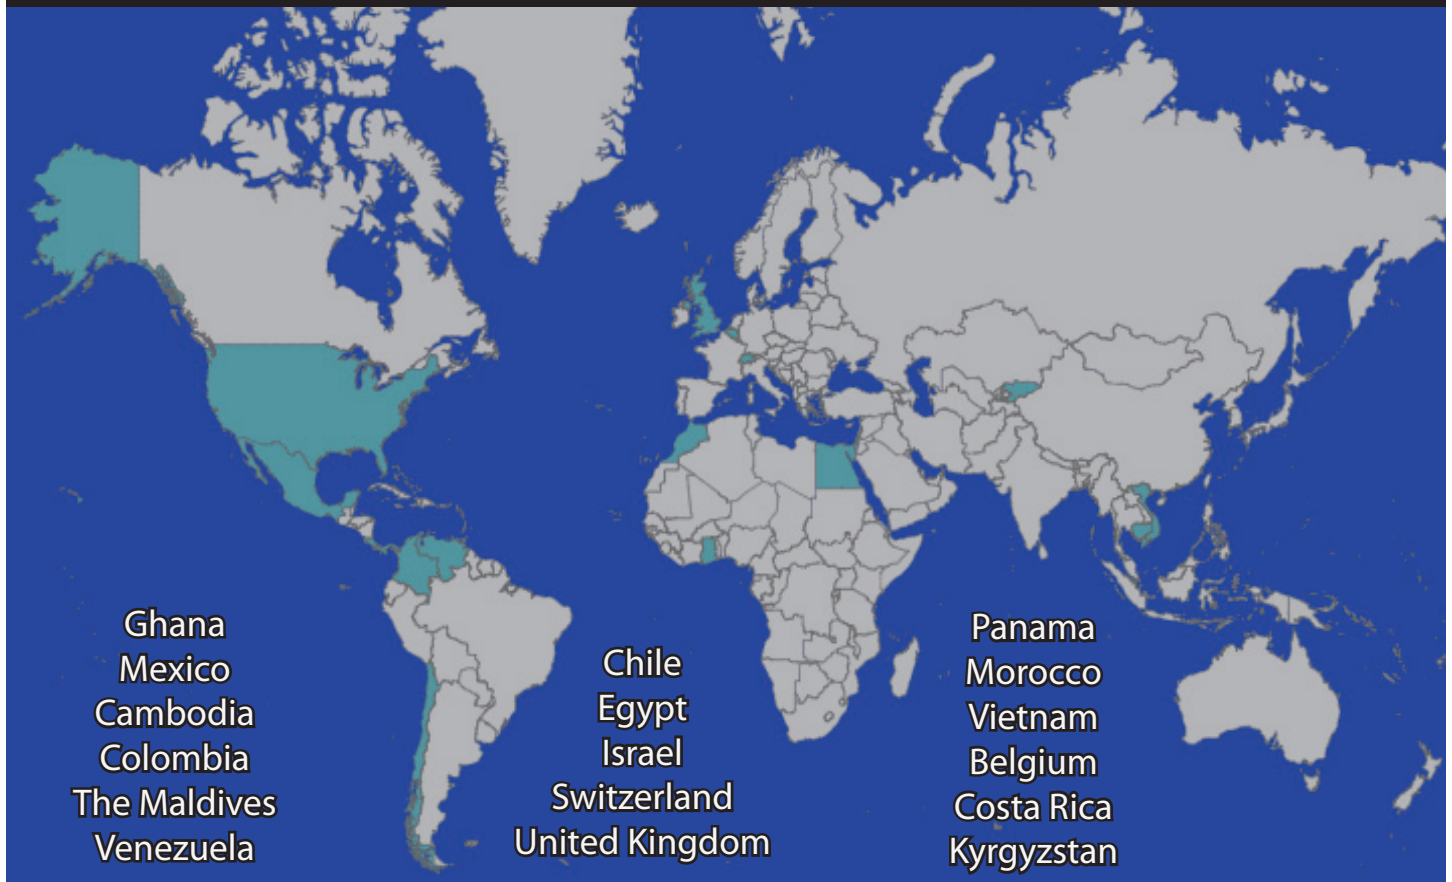 Ghana
Mexico
Cambodia
Colombia
The Maldives
Venezuela
Chile
Egypt
Israel
Switzerland
United Kingdom
Panama
Morocco
Vietnam
Belgium
Costa Rica
Kyrgyzstan